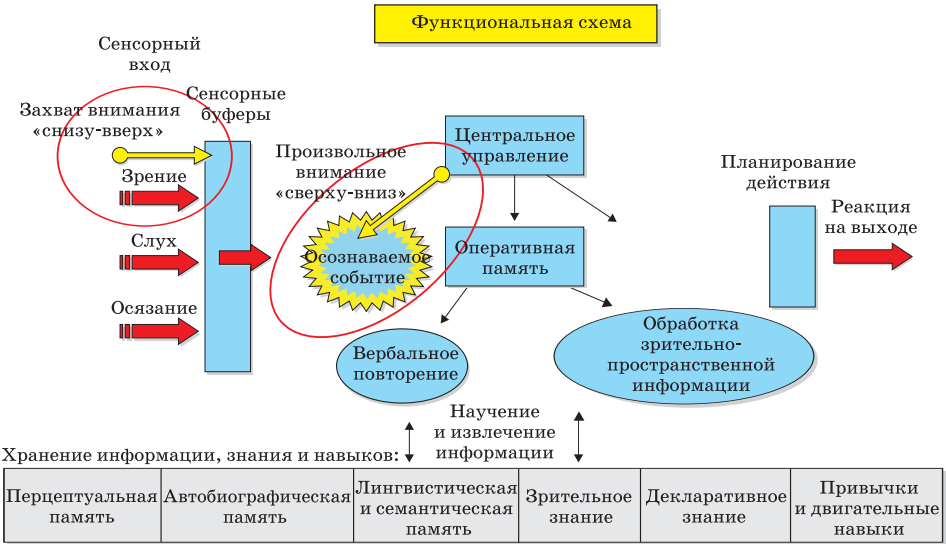 Функциональная схема
Сенсорный
вход
Захват внимания
«снизу-вверх»
Сенсорные
буферы
Зрение
Слух
Осязание
Произвольное
внимание
«сверху-вниз»
Осознаваемое
событие
Центральное
управление
Оперативная
память
Вербальное
повторение
Обработка
зрительно-
пространственной
информации
Планирование
действия
Реакция
на выходе
Научение
и извлечение
информации
Хранение информации, знания и навыков:
Перцептуальная
память
Автобиографическая
память
Лингвистическая
и семантическая
память
Зрительное
знание
Декларативное
знание
Привычки
и двигательные
навыки